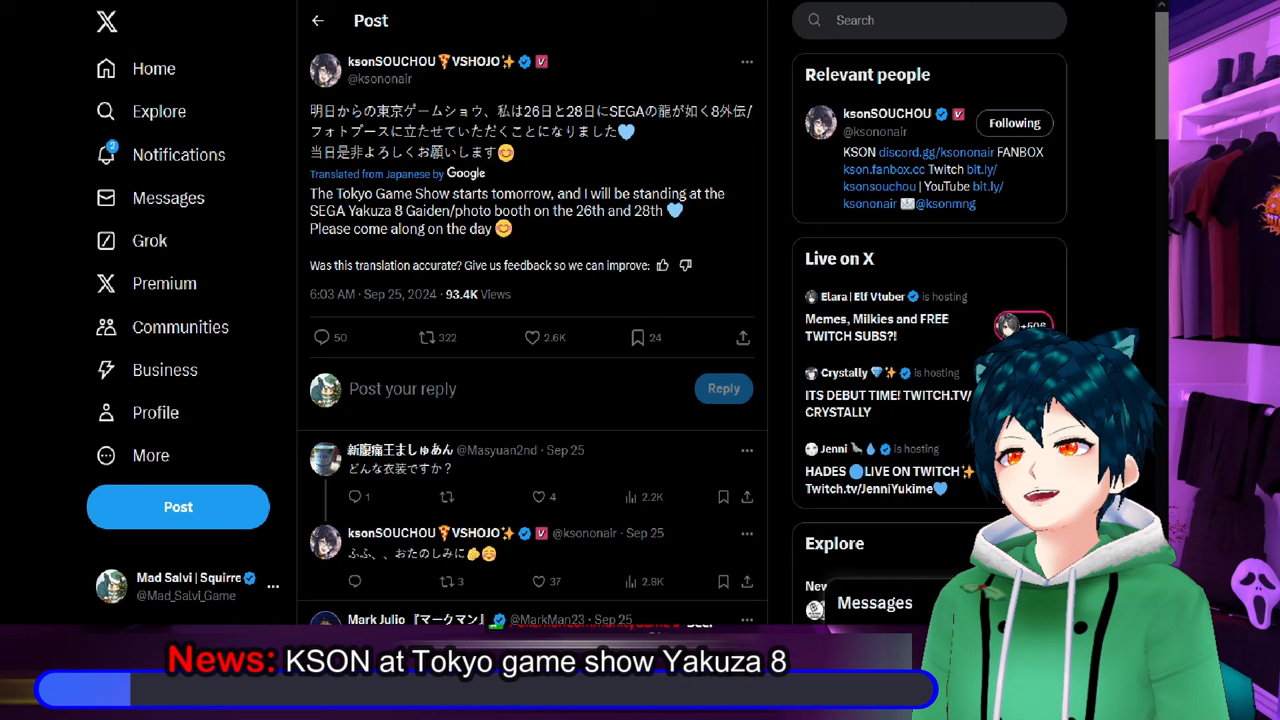 Home
Explore
2
Notifications
Messages
Grok
Premium
Communities
Business
Profile
More
Post
Mad Salvi | Squirre
@Mad_Salvi_Game
Post
ksonSOUCHOU🍕VSHOJO✨
@ksononair
明日からの東京ゲームショウ、私は26日と28日にSEGAの龍が如く8外伝/
フォトブースに立たせていただくことになりました🩵
当日是非よろしくお願いします😊
Translated from Japanese by Google
The Tokyo Game Show starts tomorrow, and I will be standing at the
SEGA Yakuza 8 Gaiden/photo booth on the 26th and 28th 🩵
Please come along on the day 😊
Was this translation accurate? Give us feedback so we can improve:
6:03 AM · Sep 25, 2024 · 93.4K Views
50 322 2.6K 24
Post your reply
Reply
新腹痛王ましゅあん @Masyuan2nd · Sep 25
どんな衣装ですか？
1 4 2.2K
ksonSOUCHOU🍕VSHOJO✨ @ksononair · Sep 25
ふふ、、おたのしみに🫵☺️
3 37 2.8K
Mark Julio『マークマン』 @MarkMan23 · Sep 25
Search
Relevant people
ksonSOUCHOU
@ksononair
Following
KSON discord.gg/ksononair FANBOX
kson.fanbox.cc Twitch bit.ly/
ksonsouchou | YouTube bit.ly/
ksononair 📧@ksonmng
Live on X
Elara | Elf Vtuber is hosting
Memes, Milkies and FREE
TWITCH SUBS?!
Crystally 💎✨ is hosting
ITS DEBUT TIME! TWITCH.TV/
CRYSTALLY
Jenni 🦕💧 is hosting
HADES 🔵LIVE ON TWITCH✨
Twitch.tv/JenniYukime🩵
Explore
Messages
News: KSON at Tokyo game show Yakuza 8